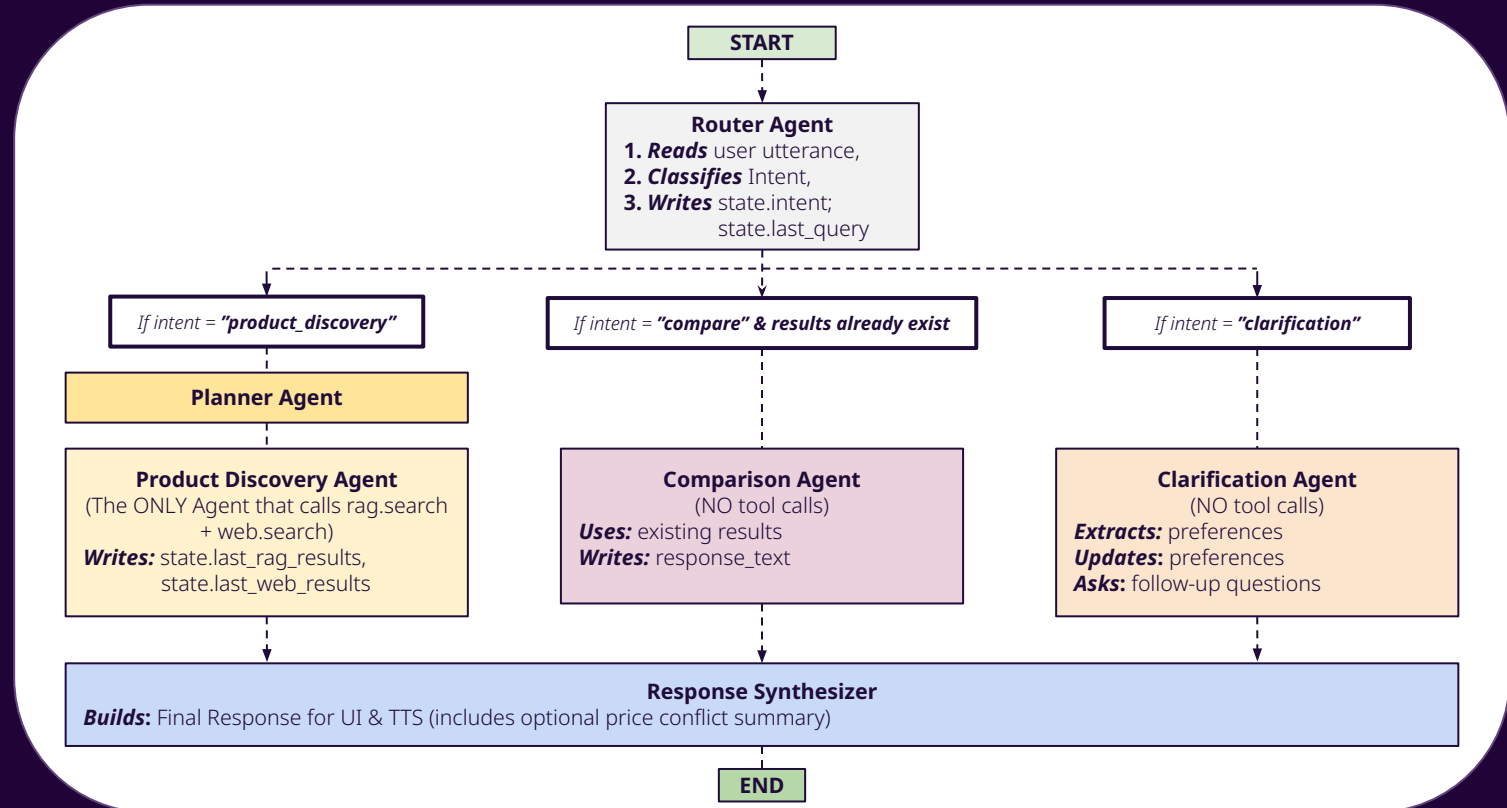 START
Router Agent
1. Reads user utterance,
2. Classifies Intent,
3. Writes state.intent;
state.last_query
If intent = ”product_discovery”
If intent = ”compare” & results already exist
If intent = ”clarification”
Planner Agent
Product Discovery Agent
(The ONLY Agent that calls rag.search
+ web.search)
Writes: state.last_rag_results,
state.last_web_results
Comparison Agent
(NO tool calls)
Uses: existing results
Writes: response_text
Clarification Agent
(NO tool calls)
Extracts: preferences
Updates: preferences
Asks: follow-up questions
Response Synthesizer
Builds: Final Response for UI & TTS (includes optional price conflict summary)
END